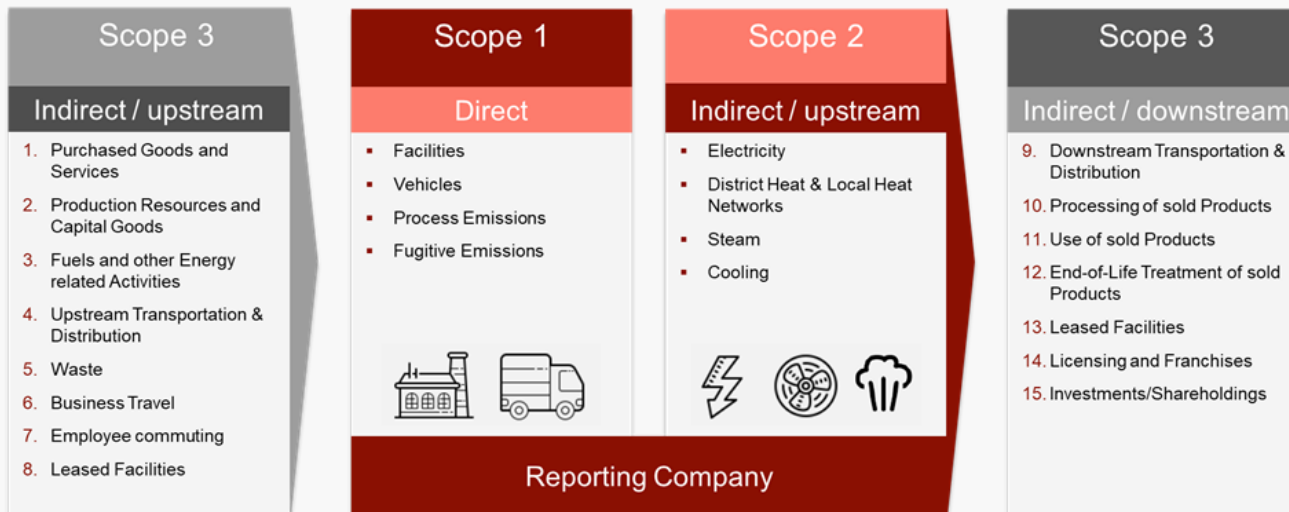 Scope 3
Indirect / upstream
1. Purchased Goods and
Services
2. Production Resources and
Capital Goods
3. Fuels and other Energy
related Activities
4. Upstream Transportation &
Distribution
5. Waste
6. Business Travel
7. Employee commuting
8. Leased Facilities
Scope 1
Direct
▪ Facilities
▪ Vehicles
▪ Process Emissions
▪ Fugitive Emissions
Scope 2
Indirect / upstream
▪ Electricity
▪ District Heat & Local Heat
Networks
▪ Steam
▪ Cooling
Reporting Company
Scope 3
Indirect / downstream
9. Downstream Transportation &
Distribution
10. Processing of sold Products
11. Use of sold Products
12. End-of-Life Treatment of sold
Products
13. Leased Facilities
14. Licensing and Franchises
15. Investments/Shareholdings